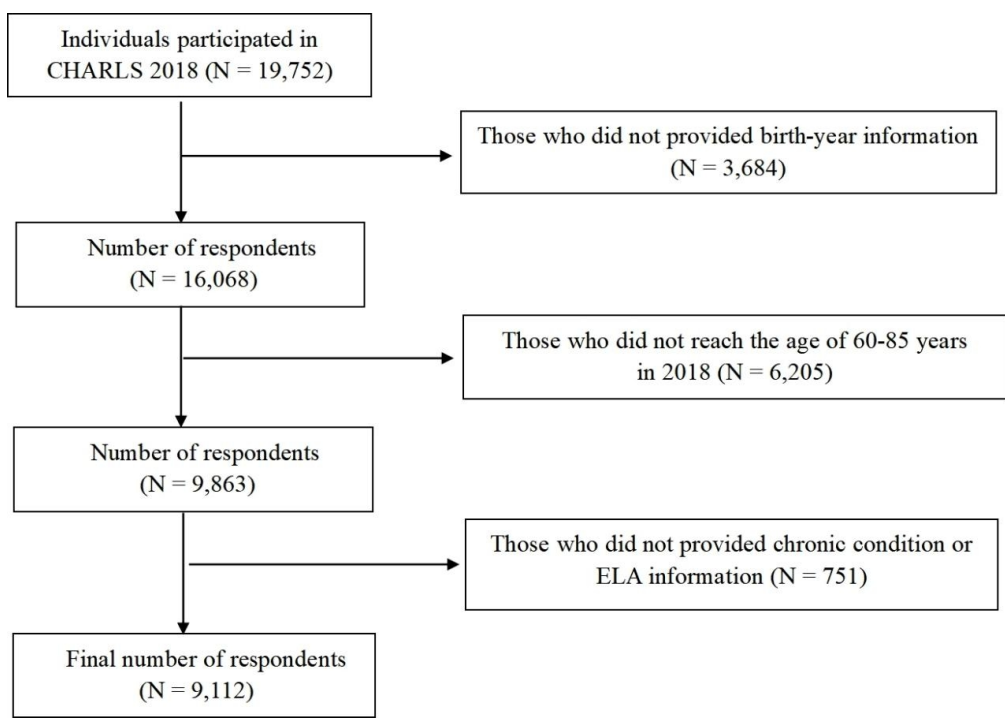 Individuals participated in
CHARLS 2018 (N = 19,752)
Those who did not provided birth-year information
(N = 3,684)
Number of respondents
(N = 16,068)
Those who did not reach the age of 60-85 years
in 2018 (N = 6,205)
Number of respondents
(N = 9,863)
Those who did not provided chronic condition or
ELA information (N = 751)
Final number of respondents
(N = 9,112)